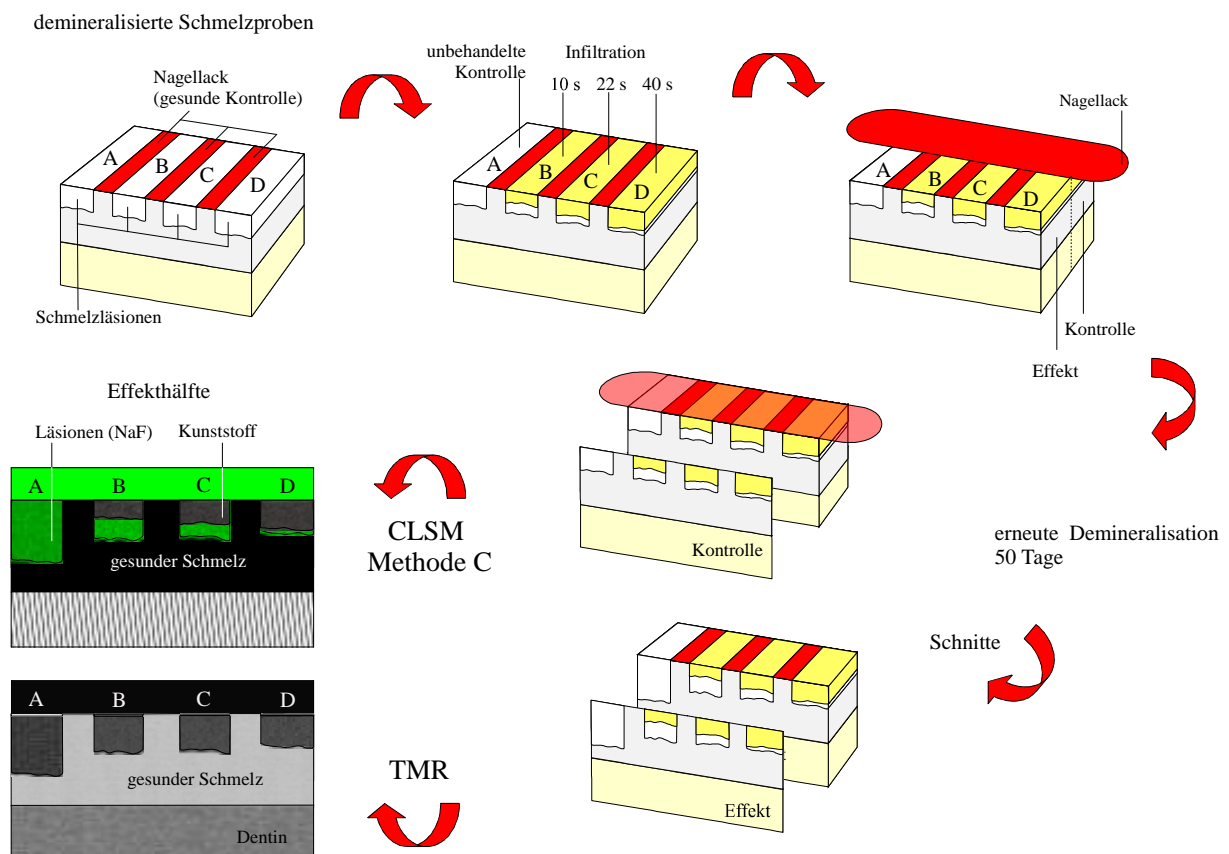 demineralisierte Schmelzproben
Nagellack
(gesunde Kontrolle)
A
B
C
D
Schmelzläsionen
unbehandelte
Kontrolle
Infiltration
10 s
22 s
40 s
A
B
C
D
Nagellack
A
B
C
D
Kontrolle
Effekt
erneute Demineralisation
50 Tage
Schnitte
Kontrolle
Effekt
CLSM
Methode C
TMR
Effekthälfte
Läsionen (NaF)
Kunststoff
A
B
C
D
gesunder Schmelz
A
B
C
D
gesunder Schmelz
Dentin